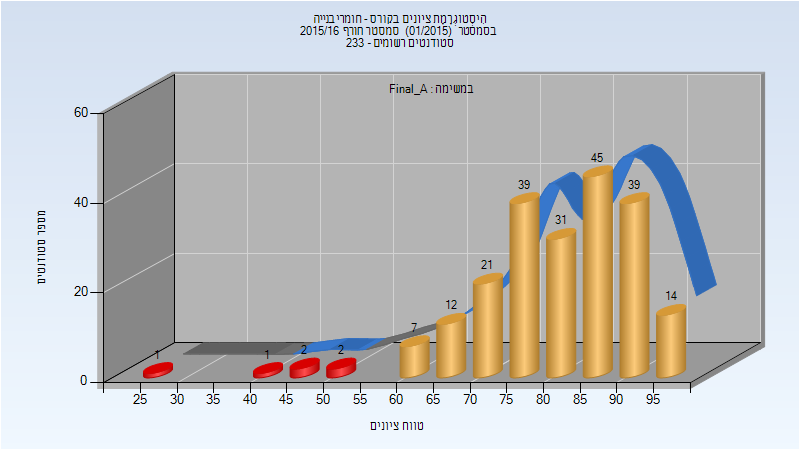 היסטוגרמת ציונים בקורס - חומרי בנייה
בסמסטר (01/2015) סמסטר חורף 2015/16
סטודנטים רשומים - 233
במשימה : Final_A
60
40
20
0
מספר סטודנטים
1
1
2
2
7
12
21
39
31
45
39
14
25 30 35 40 45 50 55 60 65 70 75 80 85 90 95
טווח ציונים